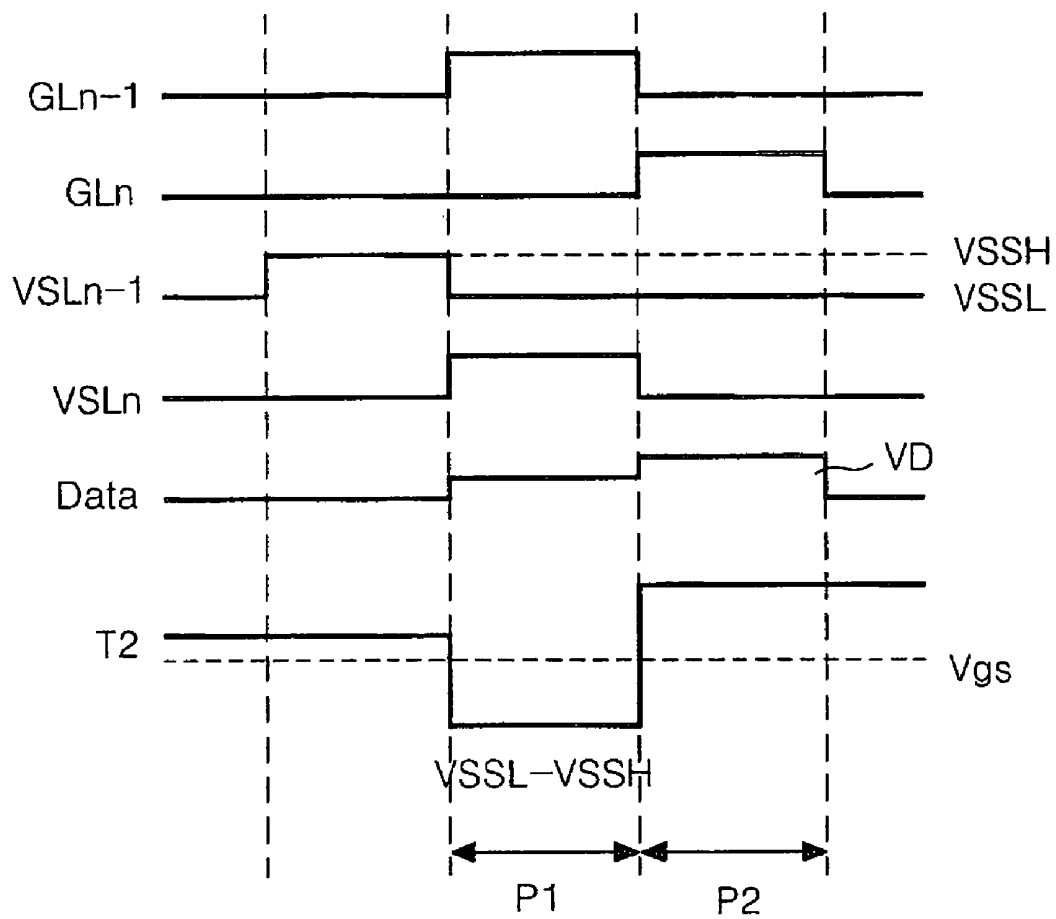 GLn-1
GLn
VSSH
VSLn-1
VSSL
VSLn
VD
Data
T2
Vgs
VSSL-VSSH
P1
P2